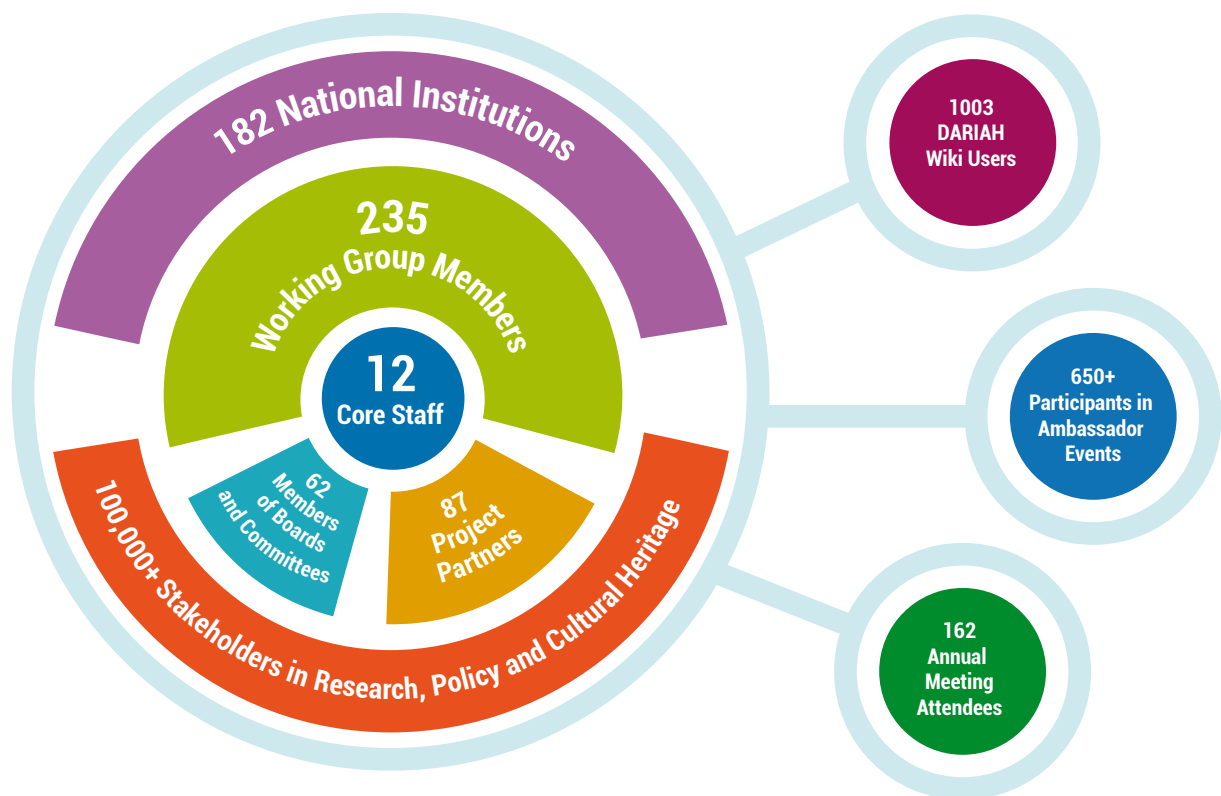 182 National Institutions
235
Working Group Members
12
Core Staff
62
Members
of Boards
and Committees
87
Project
Partners
100,000+ Stakeholders in Research, Policy and Cultural Heritage
1003
DARIAH
Wiki Users
650+
Participants in
Ambassador
Events
162
Annual
Meeting
Attendees